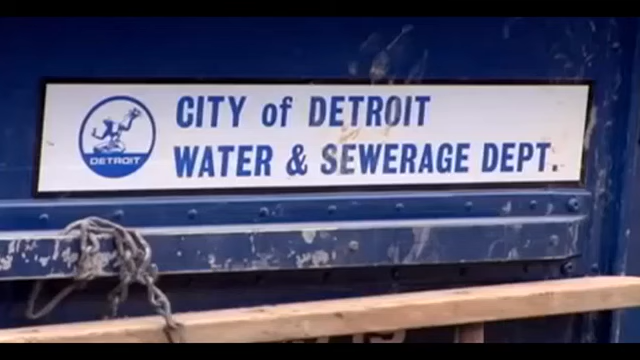 CITY of DETROIT
WATER & SEWERAGE DEPT.
DETROIT